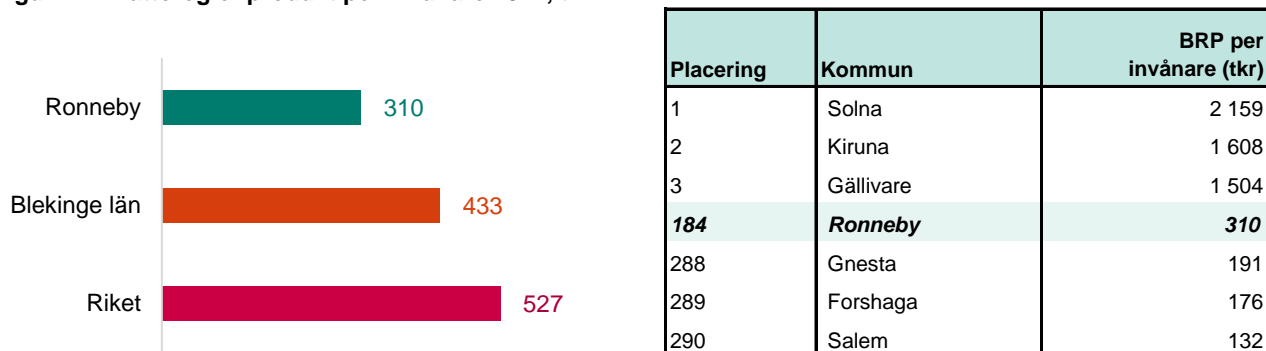 Ronneby 310
Blekinge län 433
Riket 527
Placering Kommun BRP per invånare (tkr)
1 Solna 2 159
2 Kiruna 1 608
3 Gällivare 1 504
184 Ronneby 310
288 Gnesta 191
289 Forshaga 176
290 Salem 132